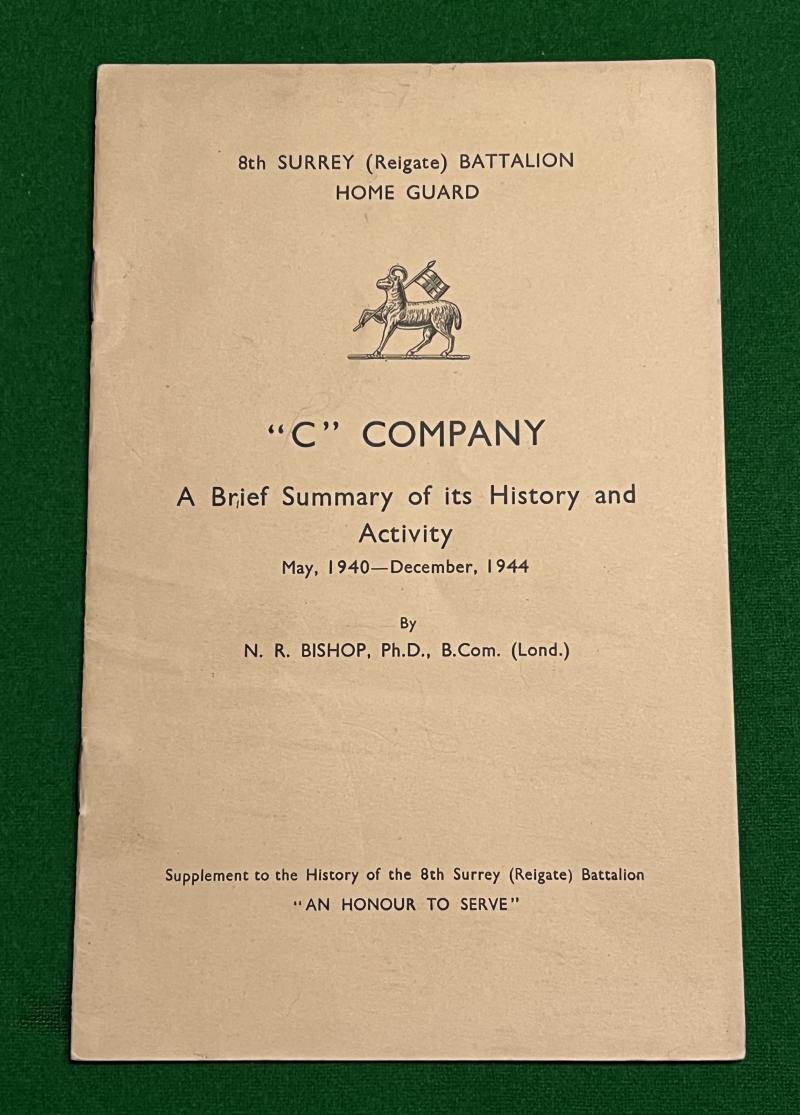 8th SURREY (Reigate) BATTALION
HOME GUARD
“C” COMPANY
A Brief Summary of its History and
Activity
May, 1940—December, 1944
By
N. R. BISHOP, Ph.D., B.Com. (Lond.)
Supplement to the History of the 8th Surrey (Reigate) Battalion
“AN HONOUR TO SERVE”